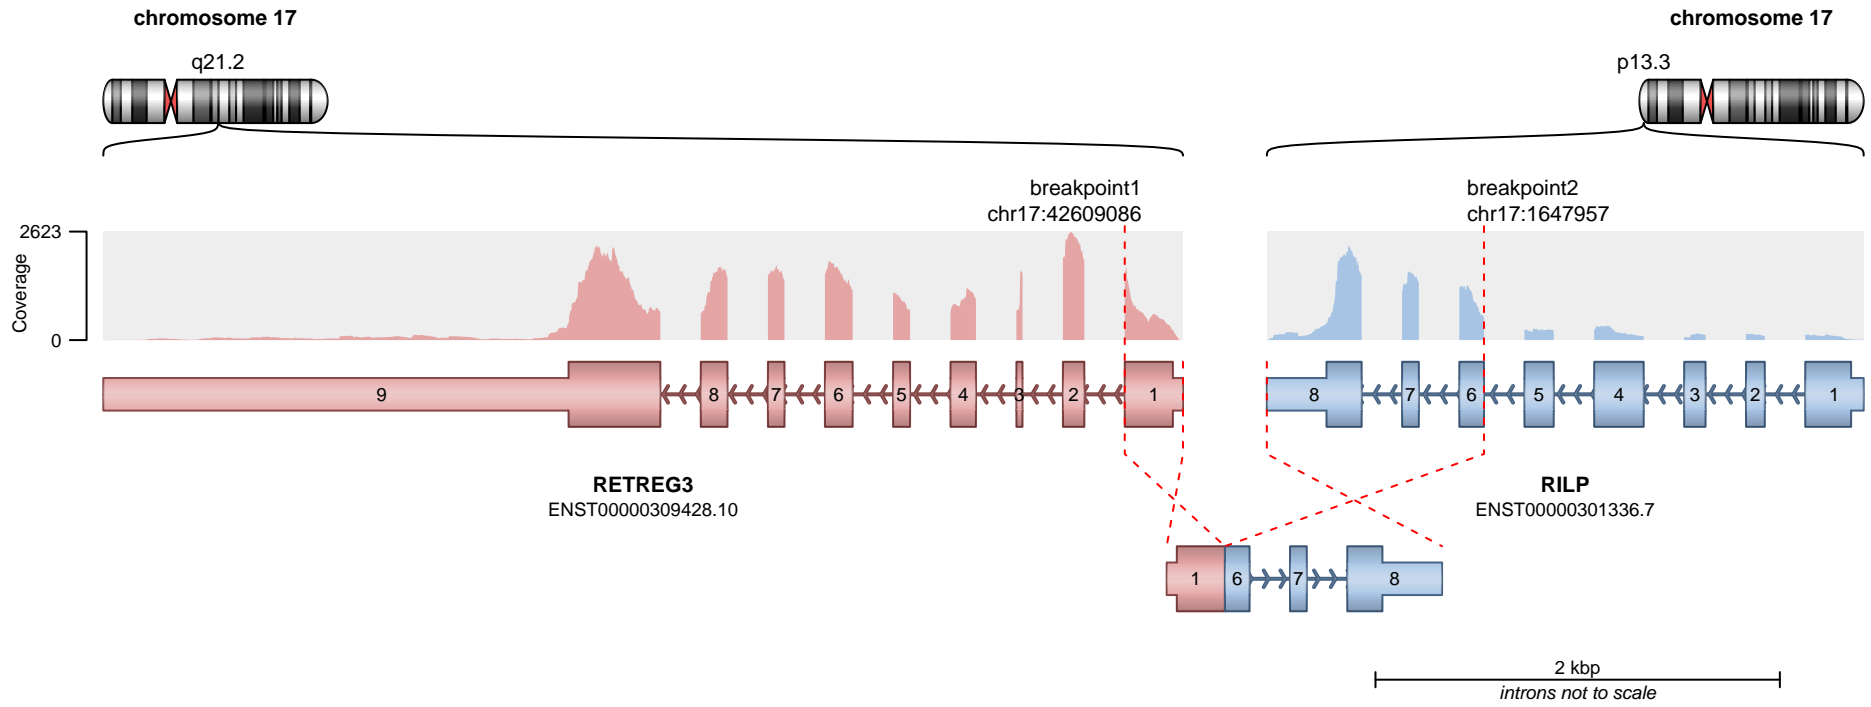 chromosome 17
chromosome 17
q21.2
p13.3
breakpoint1
chr17:42609086
breakpoint2
chr17:1647957
2623
Coverage
0
9 8 7 6 5 4 3 2 1
8 7 6 5 4 3 2 1
RETREG3
ENST00000309428.10
RILP
ENST00000301336.7
1 6 7 8
2 kbp
introns not to scale